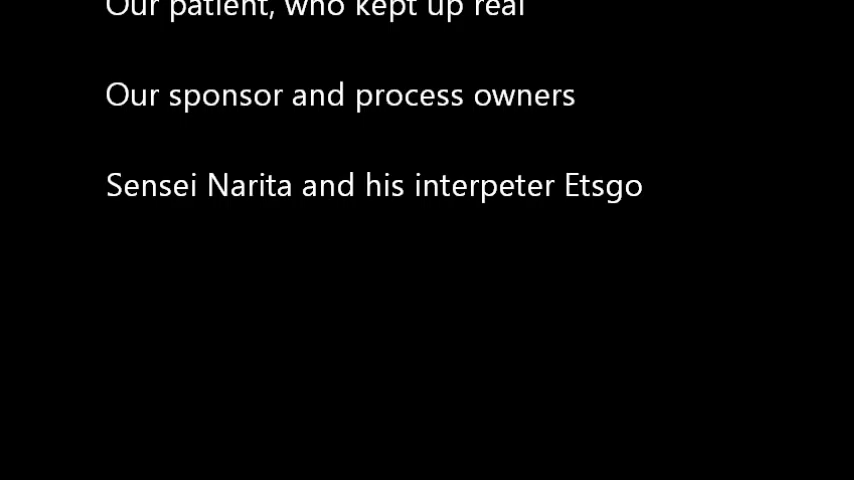 Our patient, who kept up real
Our sponsor and process owners
Sensei Narita and his interpeter Etsgo